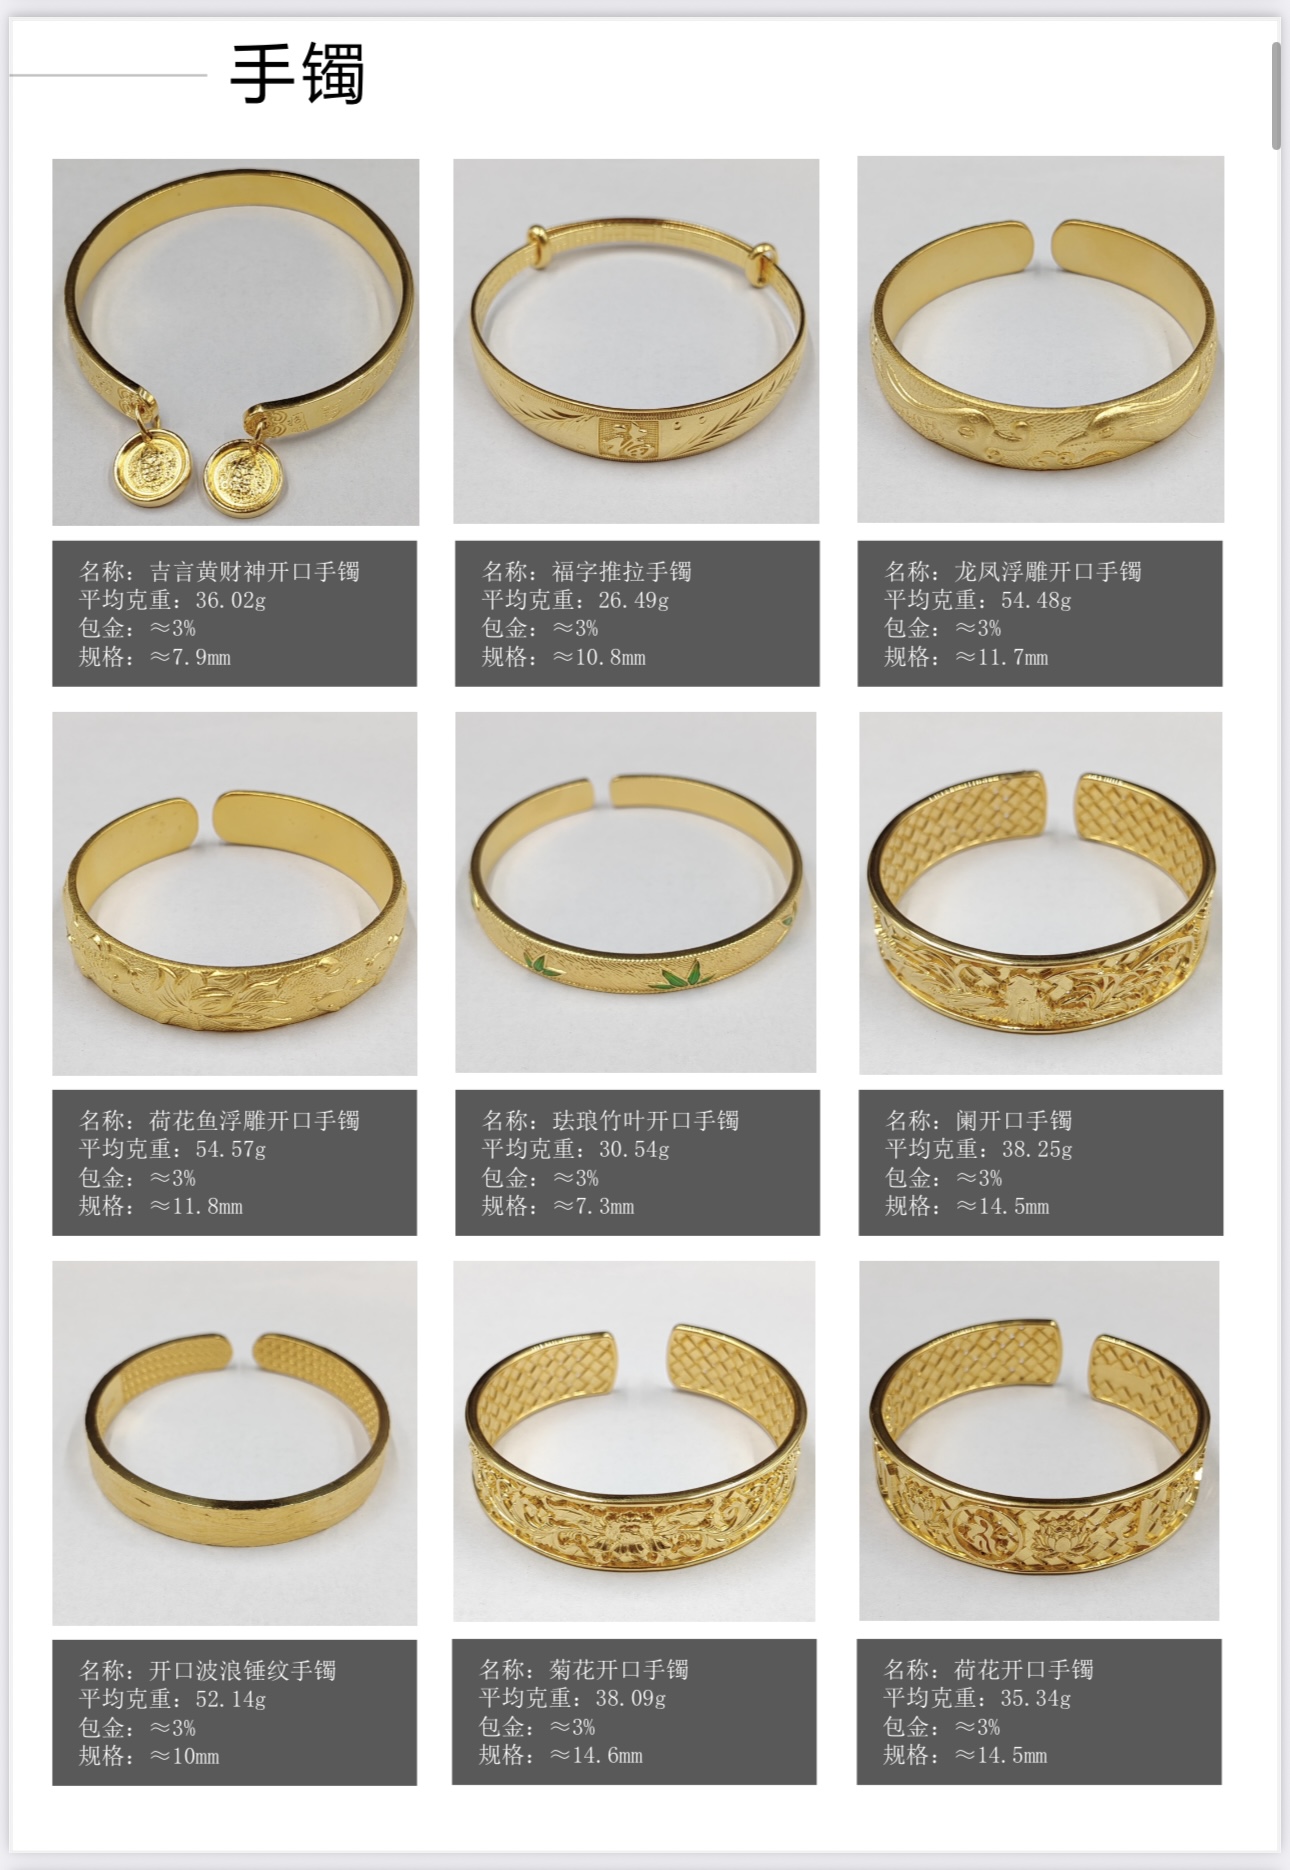 手镯
福
名称：吉言黄财神开口手镯
平均克重：36.02g
包金：≈3%
规格：≈7.9mm
名称：福字推拉手镯
平均克重：26.49g
包金：≈3%
规格：≈10.8mm
名称：龙凤浮雕开口手镯
平均克重：54.48g
包金：≈3%
规格：≈11.7mm
名称：荷花鱼浮雕开口手镯
平均克重：54.57g
包金：≈3%
规格：≈11.8mm
名称：珐琅竹叶开口手镯
平均克重：30.54g
包金：≈3%
规格：≈7.3mm
名称：阑开口手镯
平均克重：38.25g
包金：≈3%
规格：≈14.5mm
名称：开口波浪锤纹手镯
平均克重：52.14g
包金：≈3%
规格：≈10mm
名称：菊花开口手镯
平均克重：38.09g
包金：≈3%
规格：≈14.6mm
名称：荷花开口手镯
平均克重：35.34g
包金：≈3%
规格：≈14.5mm